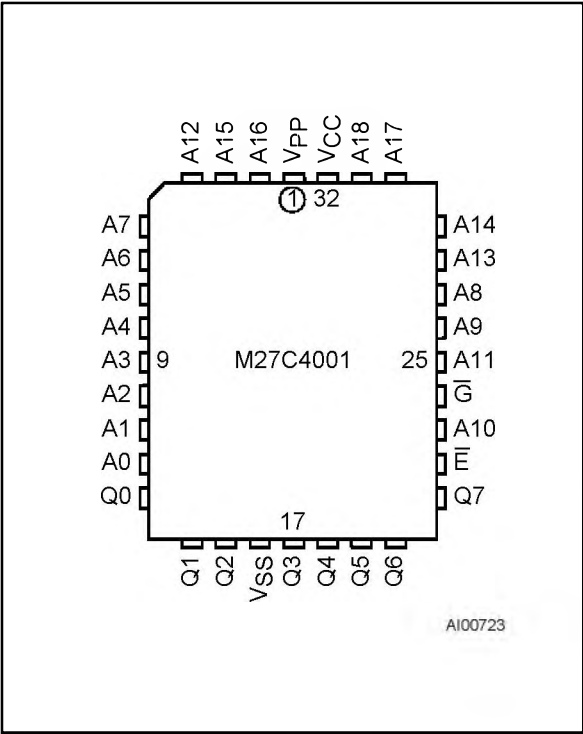 A12 A15 A16 VPP VCC A18 A17
1 32
A7 A14
A6 A13
A5 A8
A4 A9
A3 9 M27C4001 25 A11
A2 G̅
A1 A10
A0 E̅
Q0 Q7
17
Q1 Q2 VSS Q3 Q4 Q5 Q6
AI00723